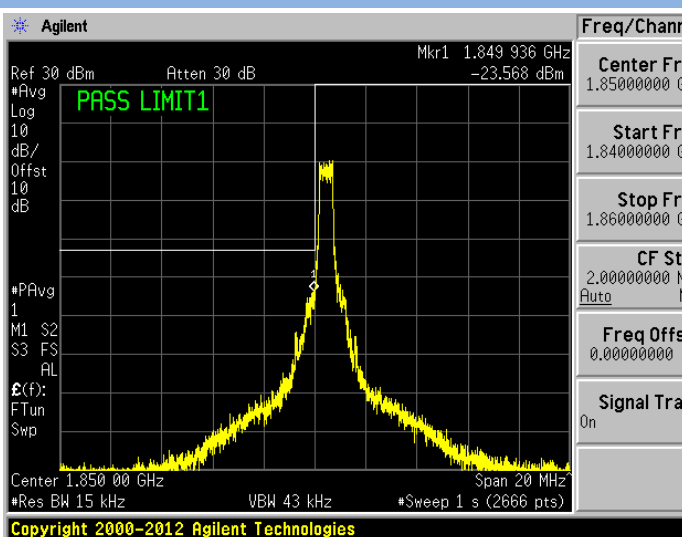 Agilent
Freq/Chann
Mkr1 1.849 936 GHz
Ref 30 dBm Atten 30 dB -23.568 dBm
#Avg
Log
10
dB/
Offst
10
dB
PASS LIMIT1
1
#PAvg
1
M1 S2
S3 FS
AL
£(f):
FTun
Swp
Center 1.850 00 GHz Span 20 MHz^
#Res BW 15 kHz VBW 43 kHz #Sweep 1 s (2666 pts)
Copyright 2000-2012 Agilent Technologies
Center Fr
1.85000000 G
Start Fr
1.84000000 G
Stop Fr
1.86000000 G
CF St
2.00000000 M
Auto
Freq Offs
0.00000000
Signal Tra
On